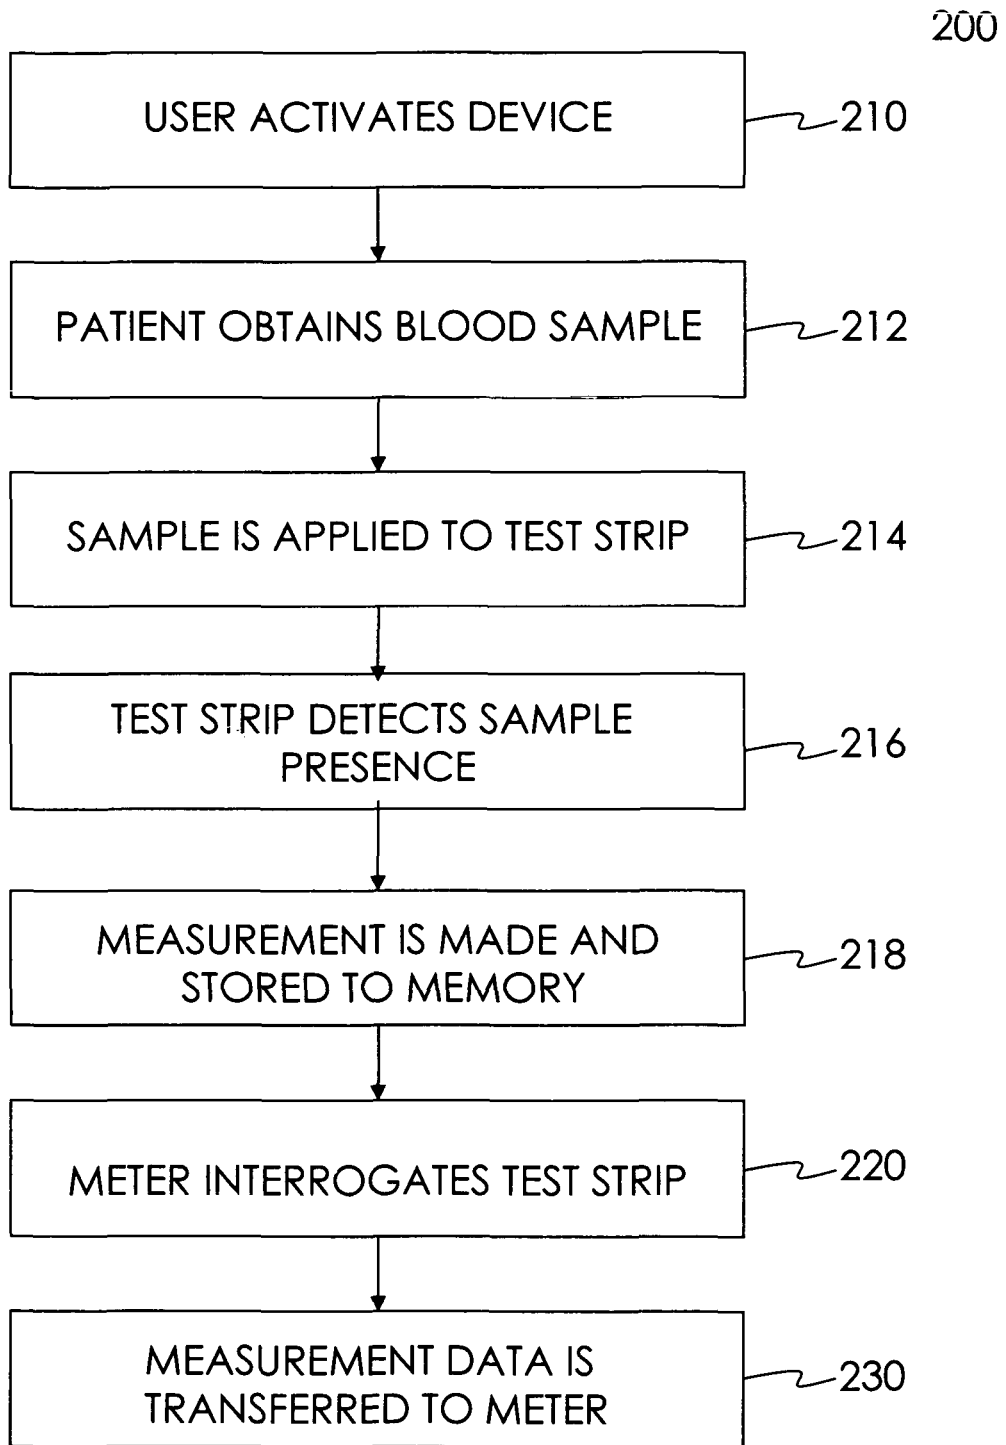 200
USER ACTIVATES DEVICE
210
PATIENT OBTAINS BLOOD SAMPLE
212
SAMPLE IS APPLIED TO TEST STRIP
214
TEST STRIP DETECTS SAMPLE
PRESENCE
216
MEASUREMENT IS MADE AND
STORED TO MEMORY
218
METER INTERROGATES TEST STRIP
220
MEASUREMENT DATA IS
TRANSFERRED TO METER
230